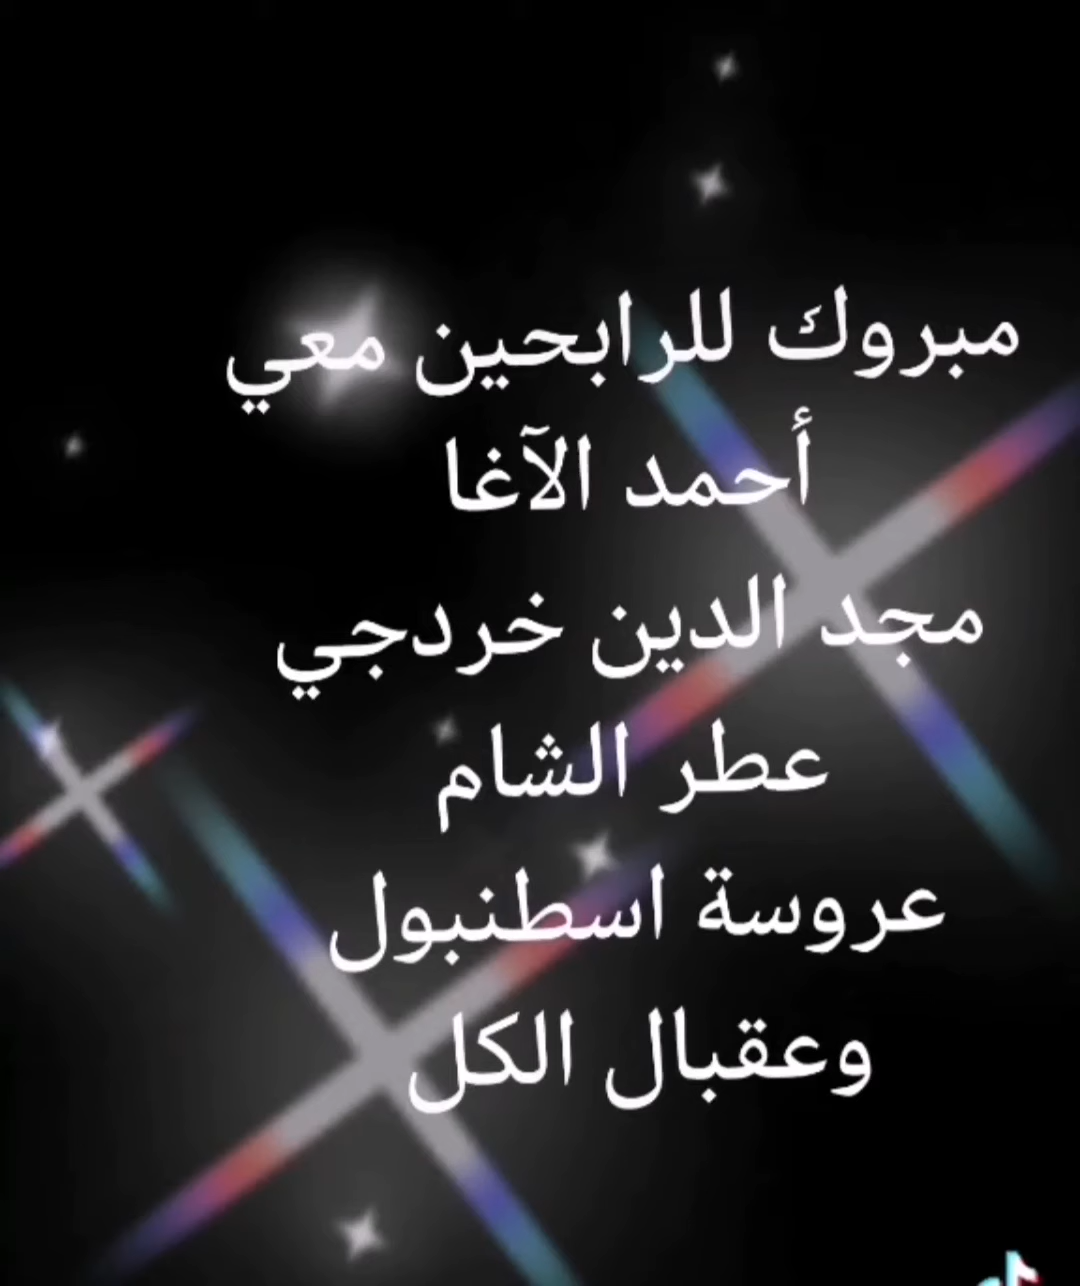 مبروك للرابحين معي
أحمد الآغا
مجد الدين خردجي
عطر الشام
عروسة اسطنبول
وعقبال الكل